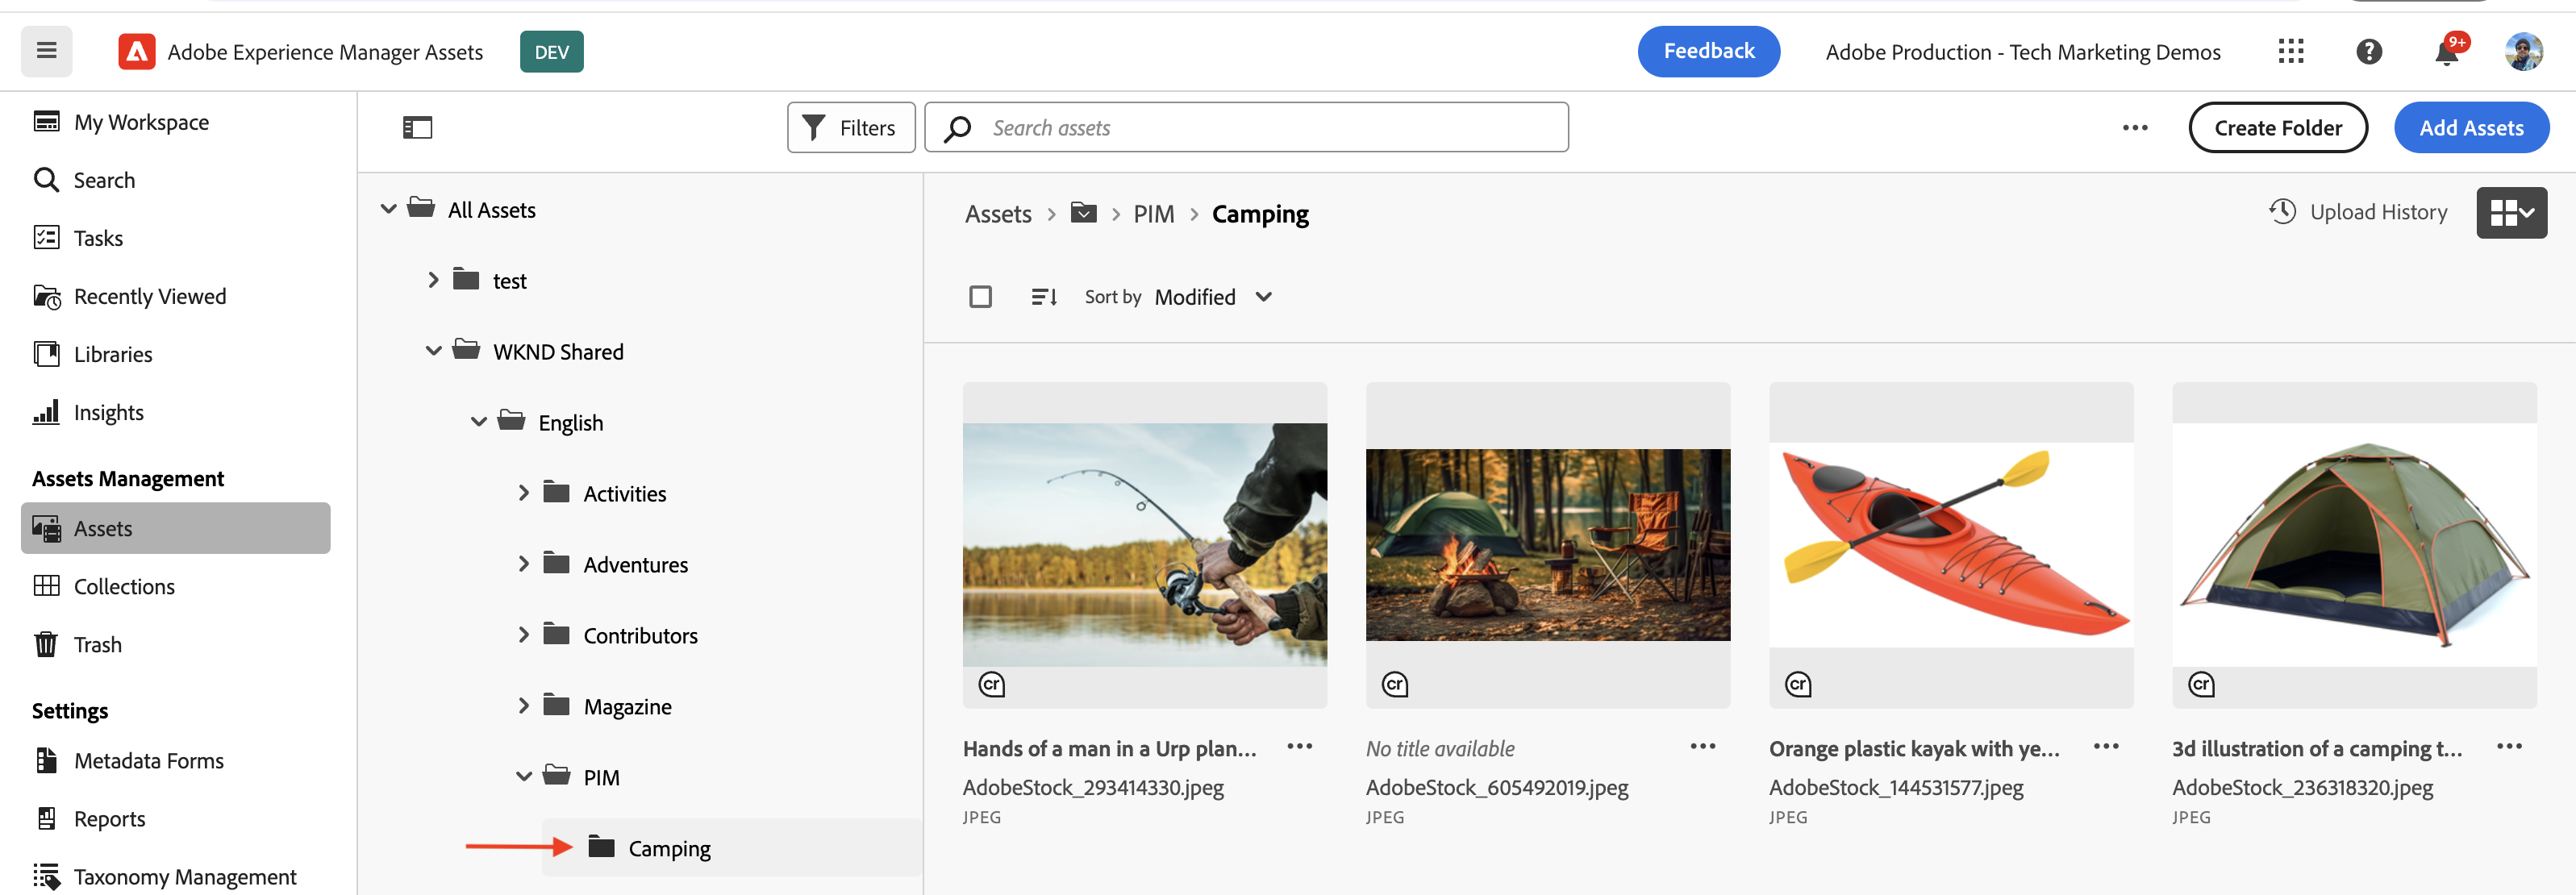 Adobe Experience Manager Assets
DEV
Feedback
Adobe Production - Tech Marketing Demos
9+
My Workspace
Search
Tasks
Recently Viewed
Libraries
Insights
Assets Management
Assets
Collections
Trash
Settings
Metadata Forms
Reports
Taxonomy Management
Filters
Search assets
Create Folder
Add Assets
All Assets
test
WKND Shared
English
Activities
Adventures
Contributors
Magazine
PIM
Camping
Assets > > PIM > Camping
Upload History
Sort by Modified
cr
Hands of a man in a Urp plan...
AdobeStock_293414330.jpeg
JPEG
cr
No title available
AdobeStock_605492019.jpeg
JPEG
cr
Orange plastic kayak with ye...
AdobeStock_144531577.jpeg
JPEG
cr
3d illustration of a camping t...
AdobeStock_236318320.jpeg
JPEG